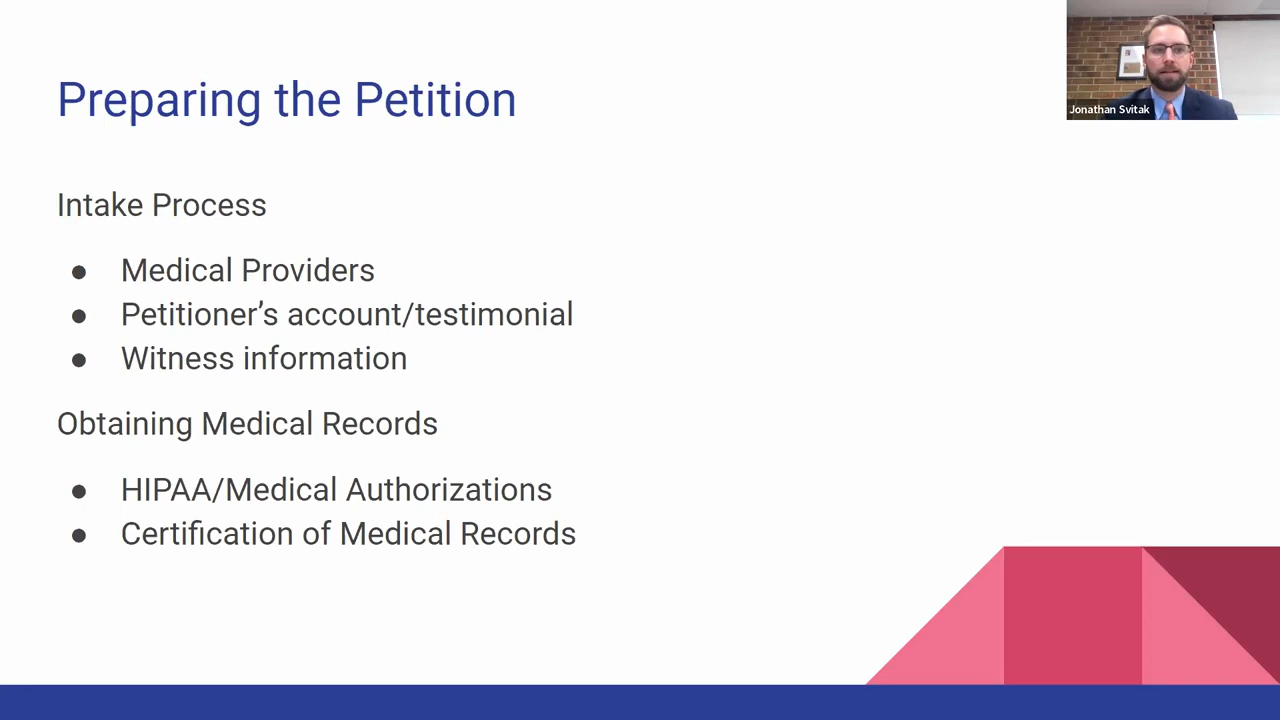 Preparing the Petition
Jonathan Svitak
Intake Process
● Medical Providers
● Petitioner’s account/testimonial
● Witness information
Obtaining Medical Records
● HIPAA/Medical Authorizations
● Certification of Medical Records